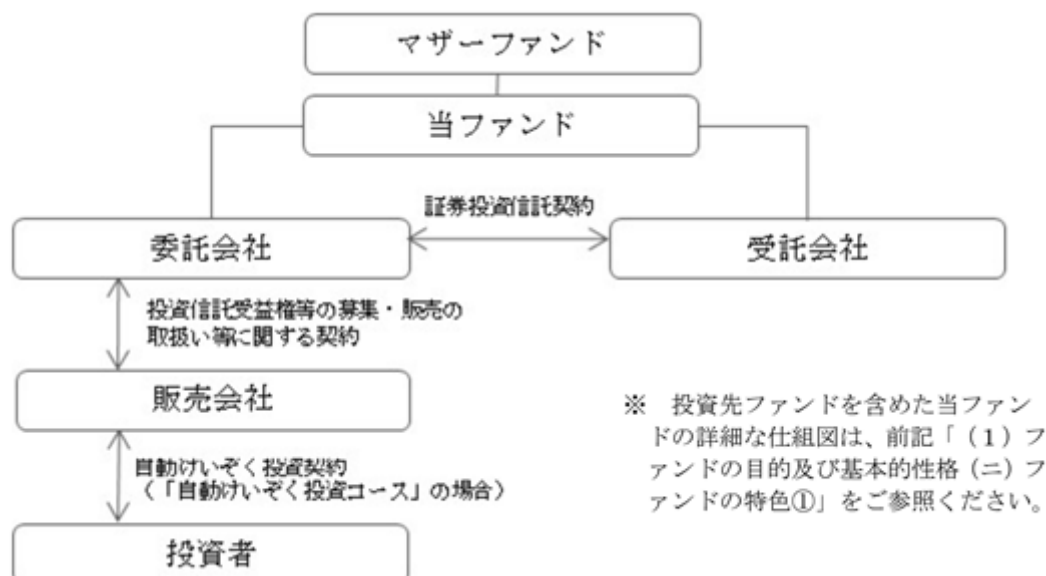 マザーファンド
当ファンド
証券投資信託契約
委託会社
受託会社
投資信託受益権等の募集・販売の
取扱い等に関する契約
販売会社
自動けいぞく投資契約
(「自動けいぞく投資コース」の場合)
投資者
※ 投資先ファンドを含めた当ファン
ドの詳細な仕組図は、前記「(1)フ
ァンドの目的及び基本的性格(ニ)フ
ァンドの特色①」をご参照ください。